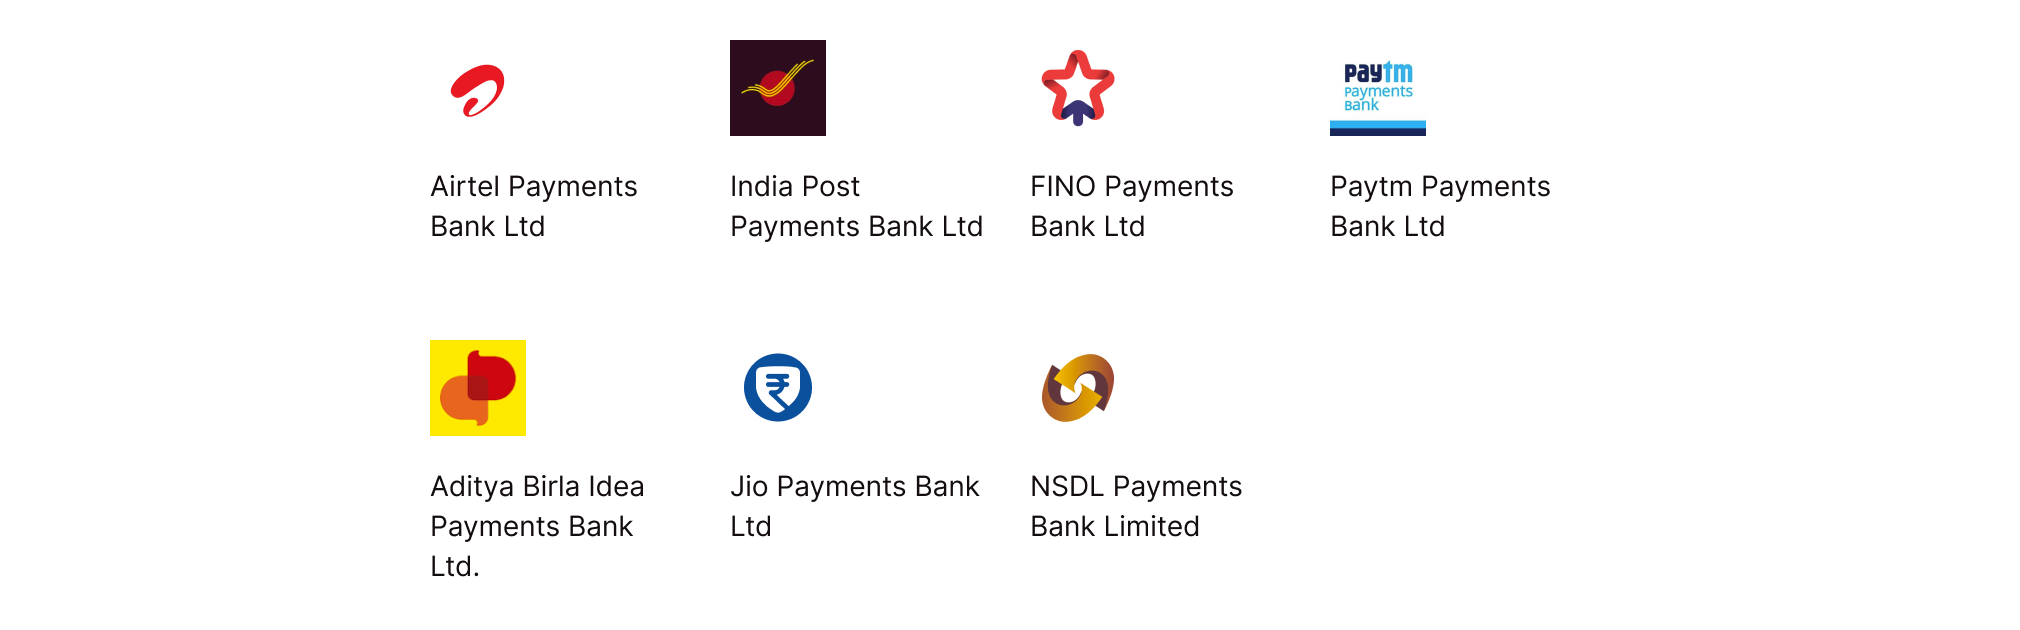 paytm
Payments
Bank
Airtel Payments
Bank Ltd
India Post
Payments Bank Ltd
FINO Payments
Bank Ltd
Paytm Payments
Bank Ltd
₹
Aditya Birla Idea
Payments Bank
Ltd.
Jio Payments Bank
Ltd
NSDL Payments
Bank Limited